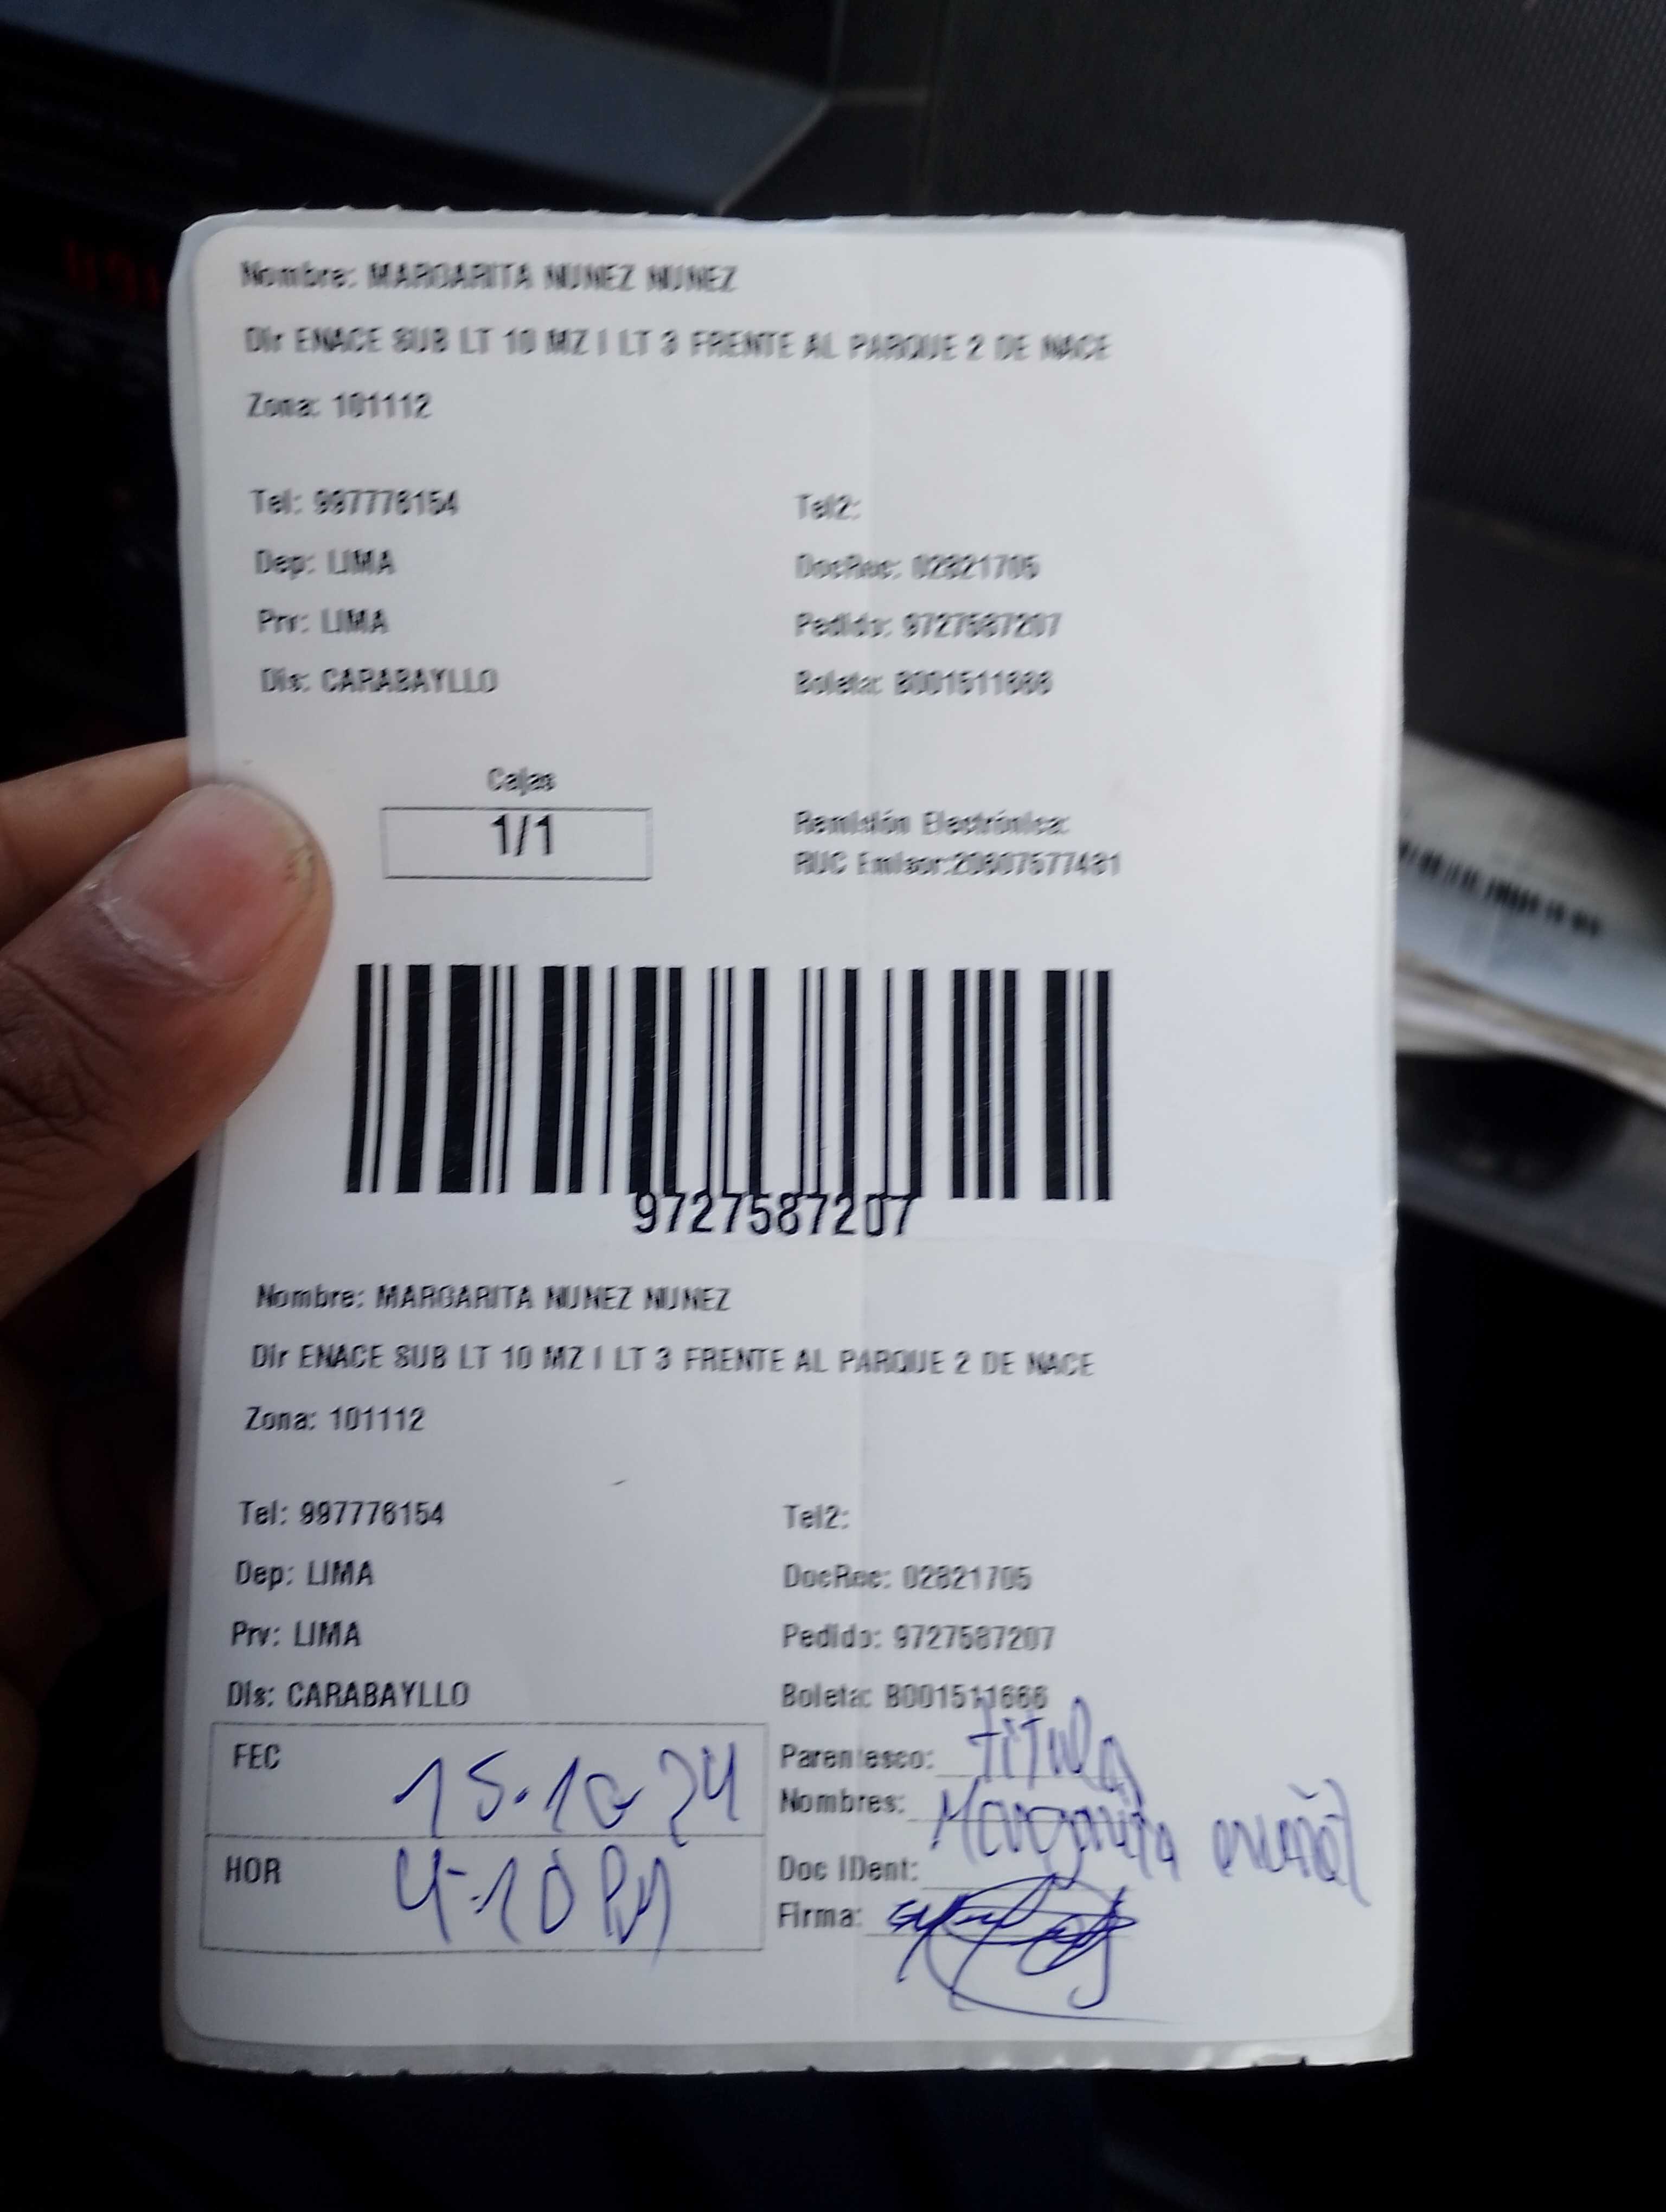 Nombre: MARGARITA NUNEZ NUNEZ
Dir ENACE SUB LT 10 MZ I LT 3 FRENTE AL PARQUE 2 DE NACE
Zona: 101112
Tel: 997776154 Tel2:
Dep: LIMA DocRec: 02821705
Prv: LIMA Pedido: 9727587207
Dis: CARABAYLLO Boleta: B001511666
Cajas
1/1
Remisión Electrónica:
RUC Emisor:20607577431
9727587207
Nombre: MARGARITA NUNEZ NUNEZ
Dir ENACE SUB LT 10 MZ I LT 3 FRENTE AL PARQUE 2 DE NACE
Zona: 101112
Tel: 997776154 Tel2:
Dep: LIMA DocRec: 02821705
Prv: LIMA Pedido: 9727587207
Dis: CARABAYLLO Boleta: B001511666
FEC 15.10 24 Parentesco: titula
Nombres: Margarita
HOR 4-10 PM Doc IDent:
Firma: